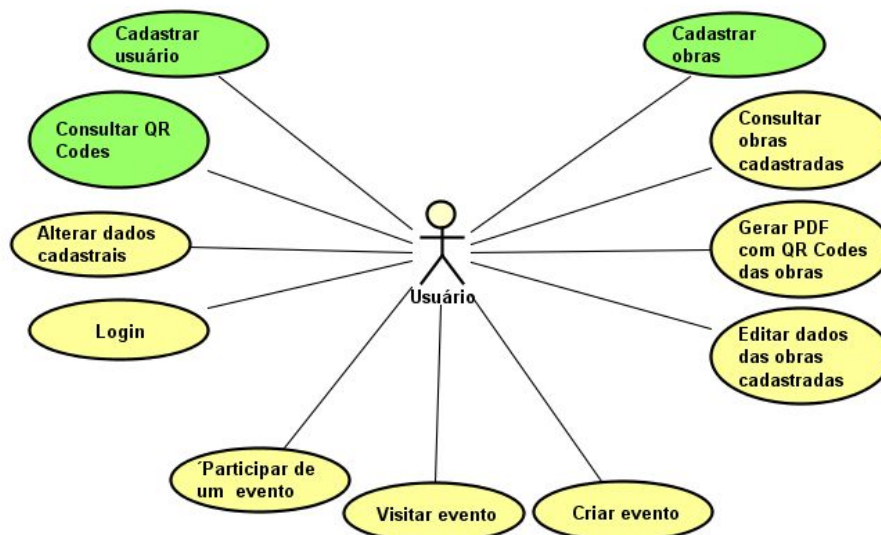 Cadastrar
usuário
Cadastrar
obras
Consultar QR
Codes
Consultar
obras
cadastradas
Alterar dados
cadastrais
Gerar PDF
com QR Codes
das obras
Usuário
Login
Editar dados
das obras
cadastradas
´Participar de
um evento
Visitar evento
Criar evento